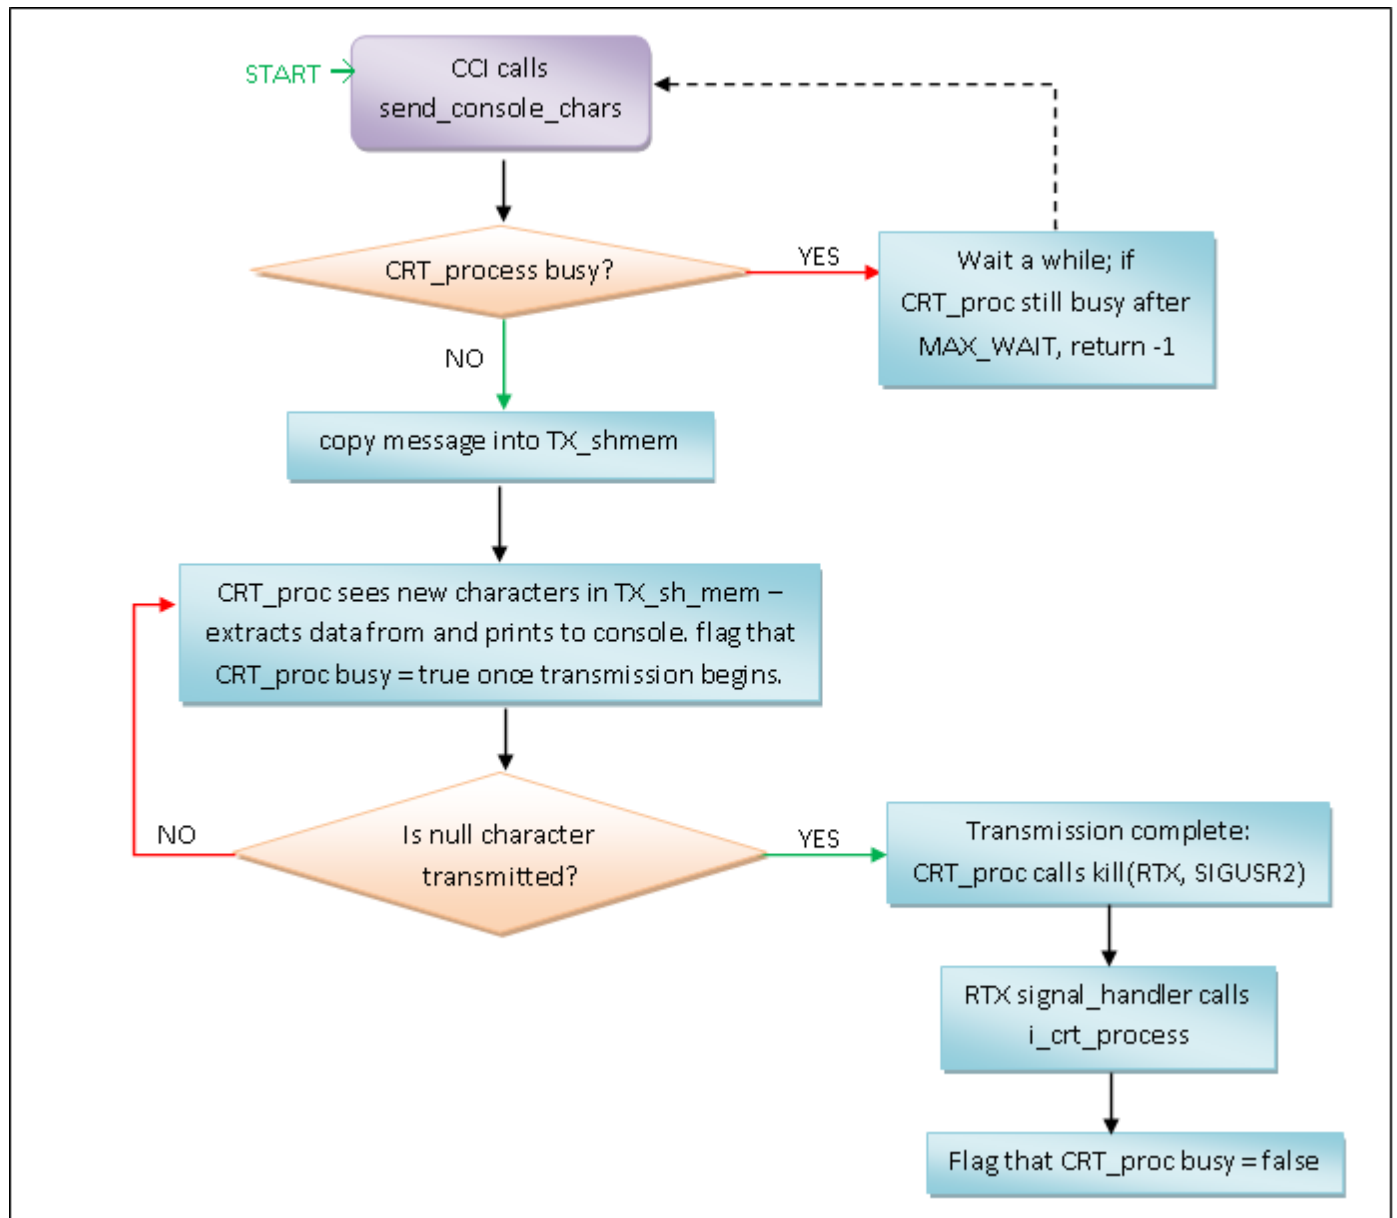 START
CCI calls
send_console_chars
CRT_process busy?
YES
Wait a while; if
CRT_proc still busy after
MAX_WAIT, return -1
NO
copy message into TX_shmem
CRT_proc sees new characters in TX_sh_mem –
extracts data from and prints to console. flag that
CRT_proc busy = true once transmission begins.
NO
Is null character
transmitted?
YES
Transmission complete:
CRT_proc calls kill(RTX, SIGUSR2)
RTX signal_handler calls
i_crt_process
Flag that CRT_proc busy = false